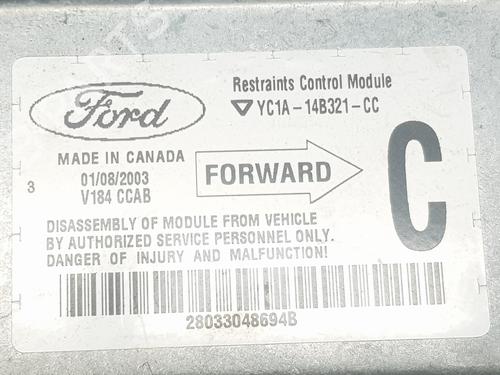 Ford
Restraints Control Module
YC1A-14B321-CC
MADE IN CANADA
01/08/2003
V184 CCAB
3
FORWARD
C
DISASSEMBLY OF MODULE FROM VEHICLE
BY AUTHORIZED SERVICE PERSONNEL ONLY.
DANGER OF INJURY AND MALFUNCTION!
28033048694B